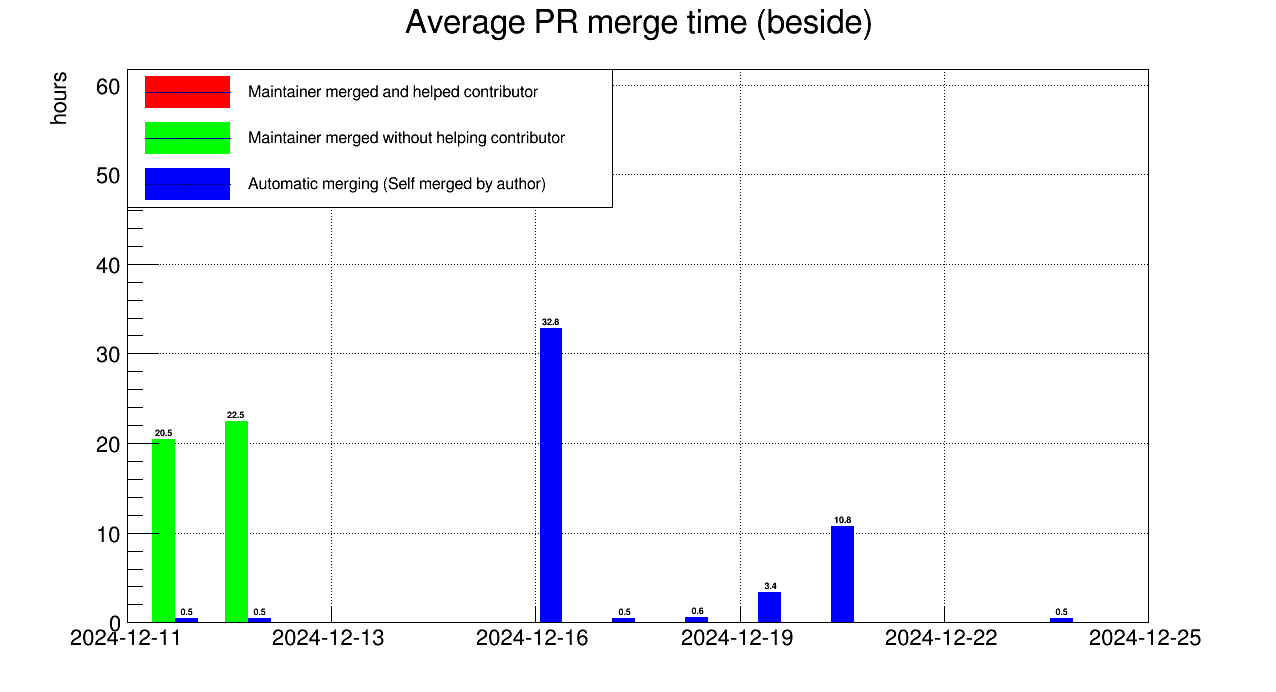 Average PR merge time (beside)
hours
60
50
40
30
20
10
0
Maintainer merged and helped contributor
Maintainer merged without helping contributor
Automatic merging (Self merged by author)
20.5
0.5
22.5
0.5
32.8
0.5
0.6
3.4
10.8
0.5
2024-12-11 2024-12-13 2024-12-16 2024-12-19 2024-12-22 2024-12-25